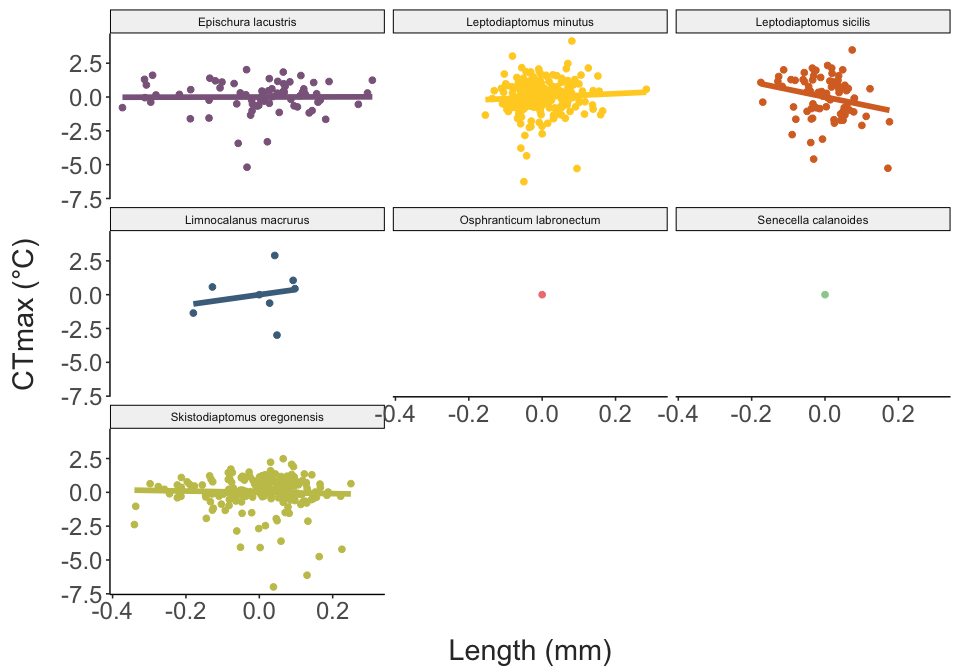 Epischura lacustris Leptodiaptomus minutus Leptodiaptomus sicilis
2.5
0.0
-2.5
-5.0
-7.5
Limnocalanus macrurus Osphranticum labronectum Senecella calanoides
2.5
0.0
-2.5
-5.0
-7.5
-0.4 -0.2 0.0 0.2 -0.4 -0.2 0.0 0.2
Skistodiaptomus oregonensis
2.5
0.0
-2.5
-5.0
-7.5
-0.4 -0.2 0.0 0.2
CTmax (°C)
Length (mm)